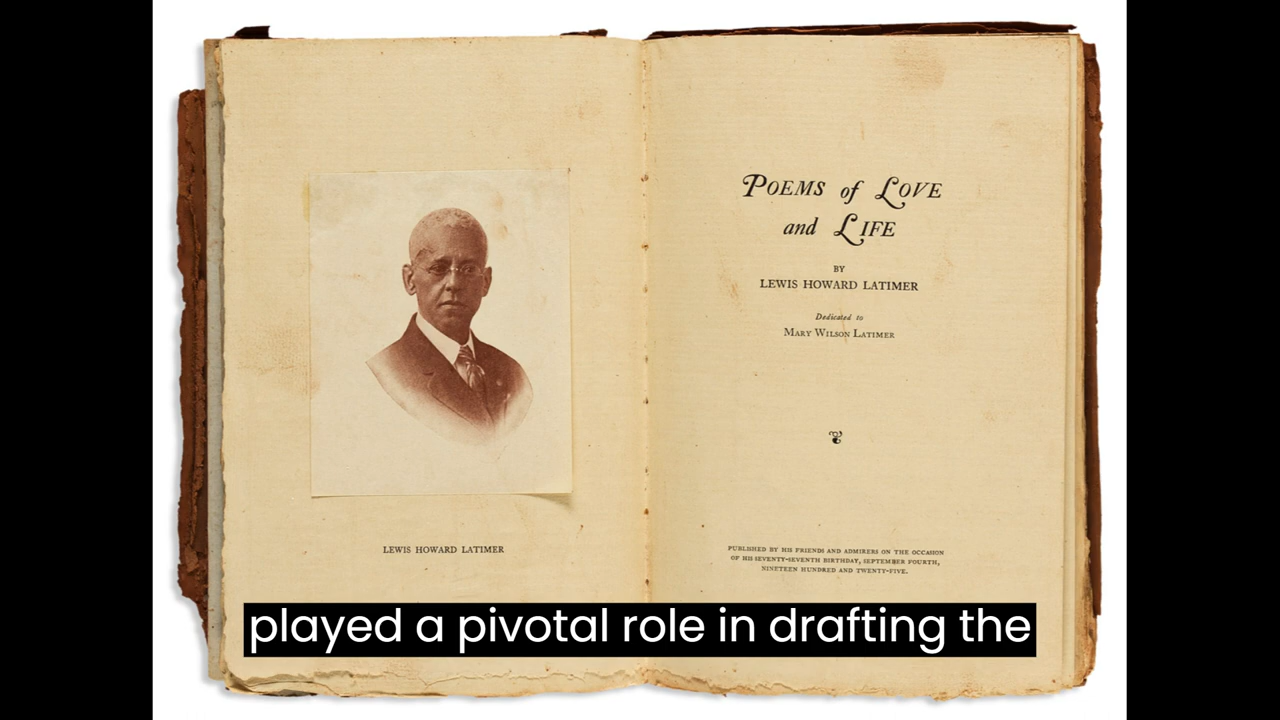 LEWIS HOWARD LATIMER
POEMS of LOVE
and LIFE
BY
LEWIS HOWARD LATIMER
Dedicated to
MARY WILSON LATIMER
PUBLISHED BY HIS FRIENDS AND ADMIRERS ON THE OCCASION
OF HIS SEVENTY-SEVENTH BIRTHDAY, SEPTEMBER FOURTH,
NINETEEN HUNDRED AND TWENTY-FIVE.
played a pivotal role in drafting the